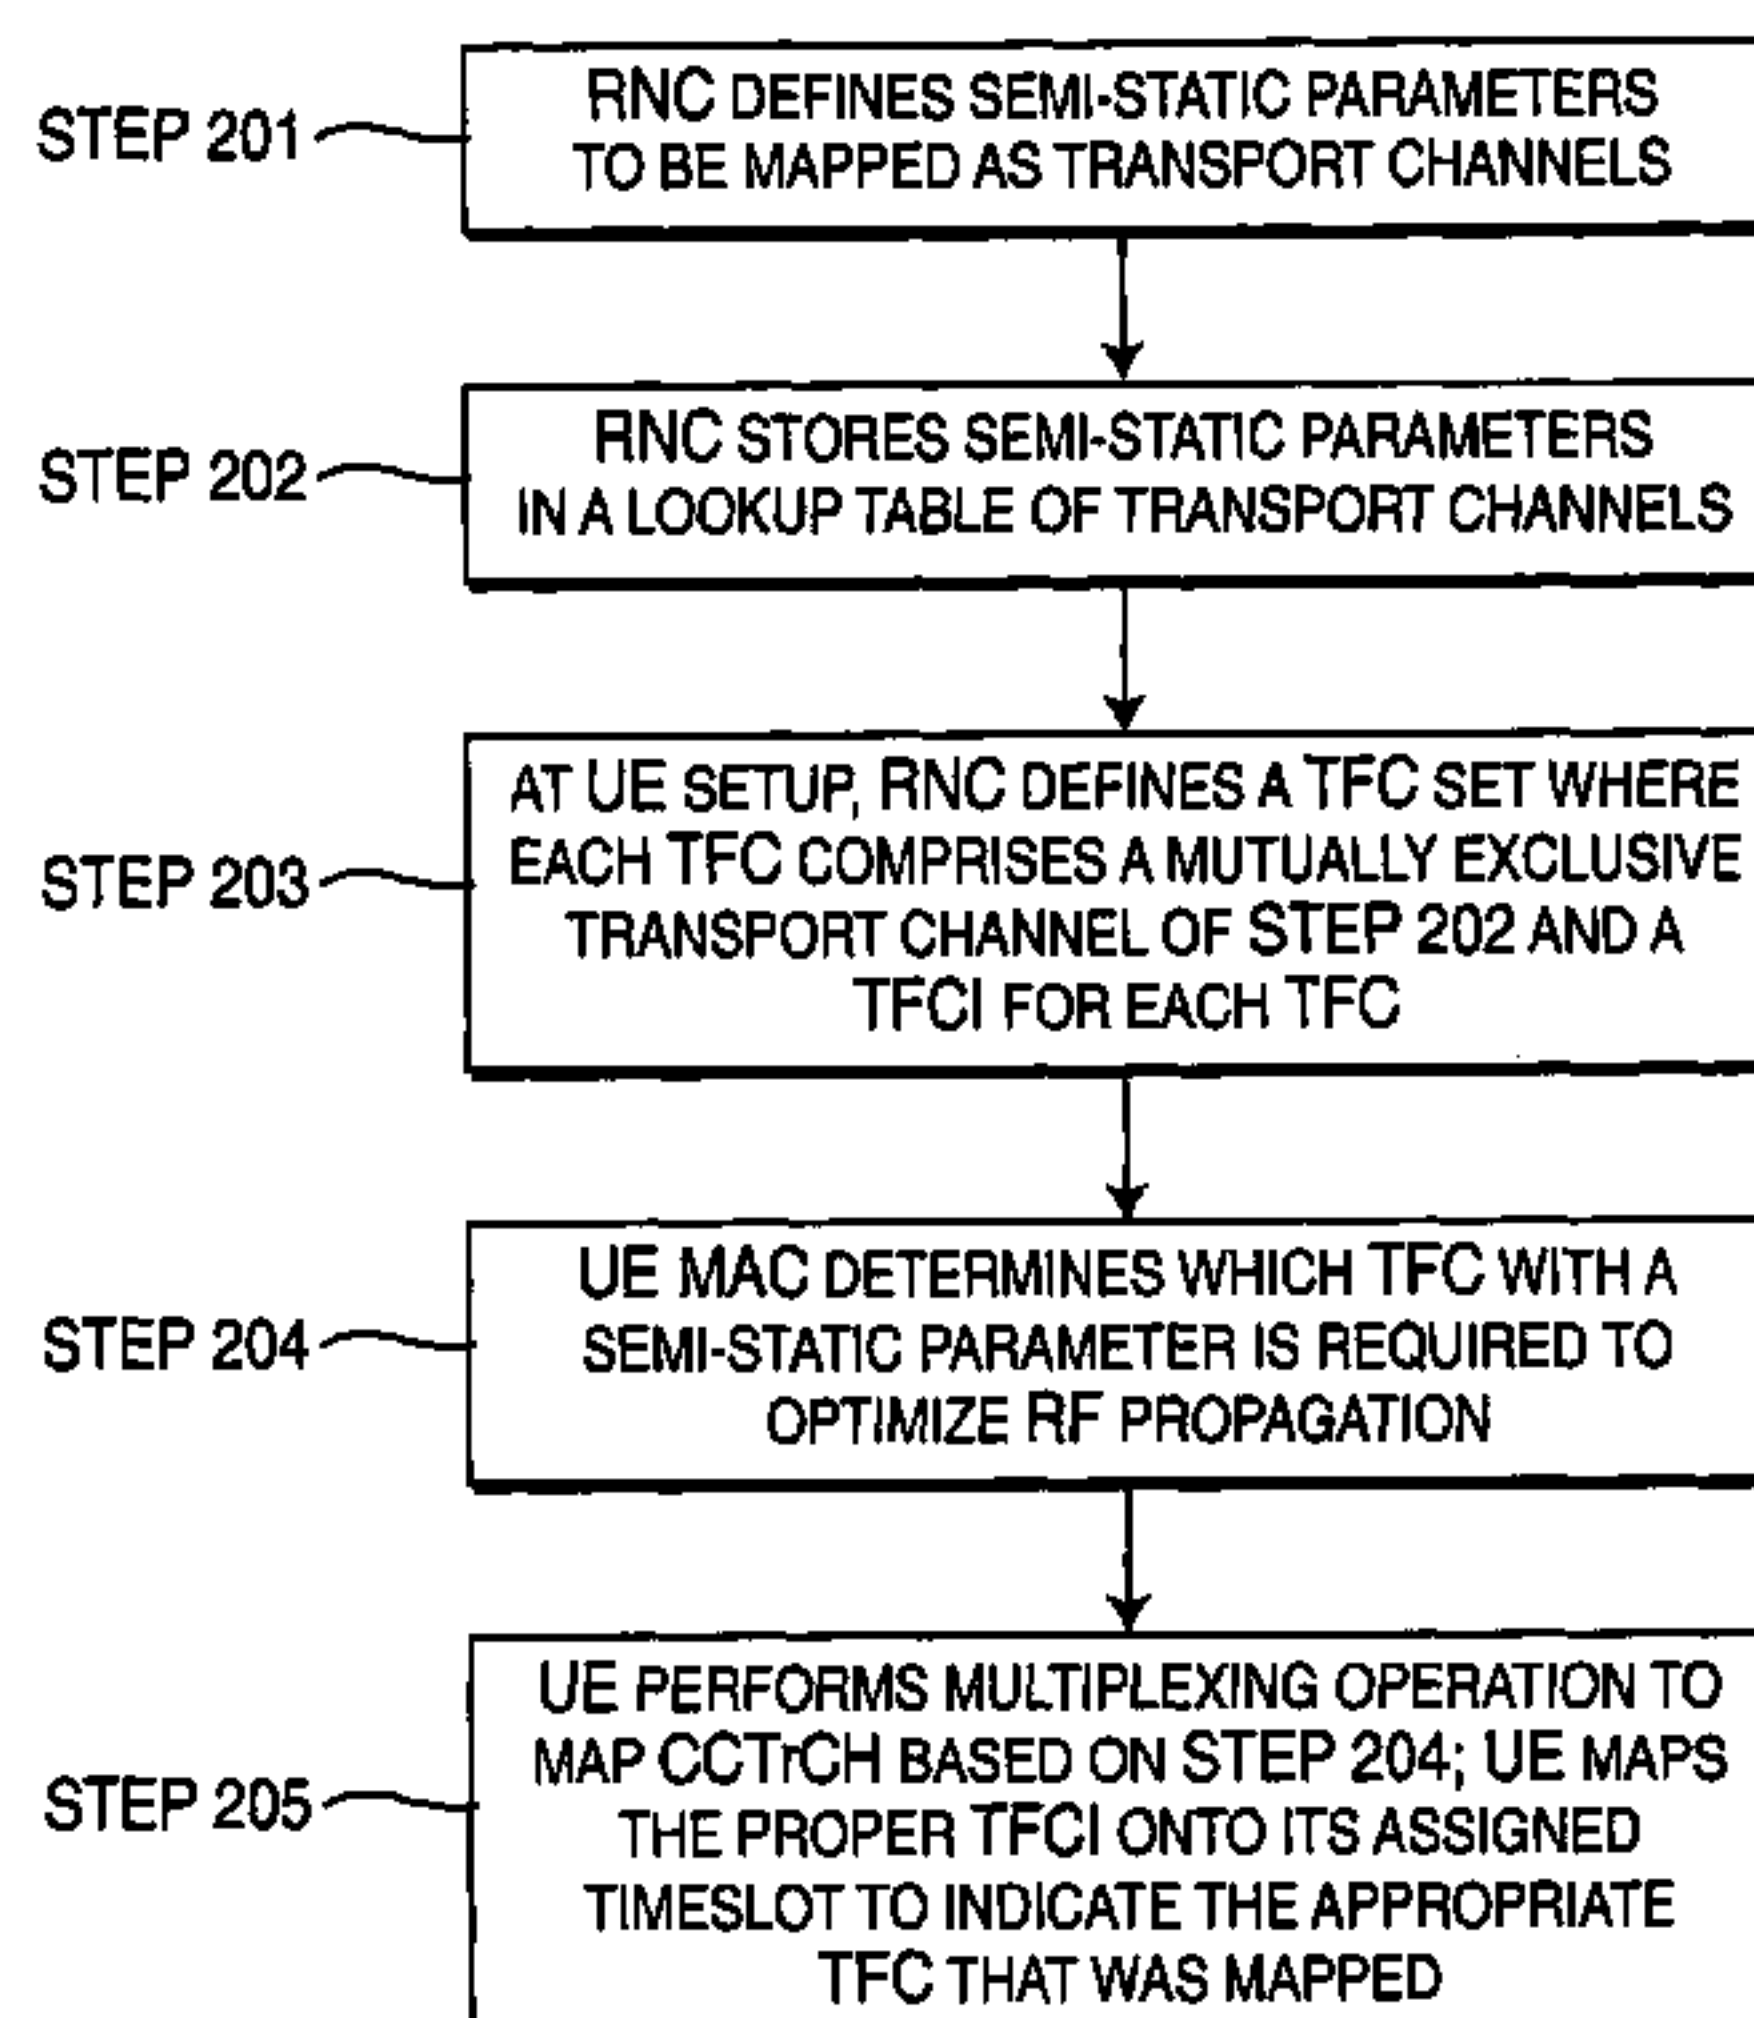 STEP 201
RNC DEFINES SEMI-STATIC PARAMETERS
TO BE MAPPED AS TRANSPORT CHANNELS
STEP 202
RNC STORES SEMI-STATIC PARAMETERS
IN A LOOKUP TABLE OF TRANSPORT CHANNELS
STEP 203
AT UE SETUP, RNC DEFINES A TFC SET WHERE
EACH TFC COMPRISES A MUTUALLY EXCLUSIVE
TRANSPORT CHANNEL OF STEP 202 AND A
TFCI FOR EACH TFC
STEP 204
UE MAC DETERMINES WHICH TFC WITH A
SEMI-STATIC PARAMETER IS REQUIRED TO
OPTIMIZE RF PROPAGATION
STEP 205
UE PERFORMS MULTIPLEXING OPERATION TO
MAP CCTrCH BASED ON STEP 204; UE MAPS
THE PROPER TFCI ONTO ITS ASSIGNED
TIMESLOT TO INDICATE THE APPROPRIATE
TFC THAT WAS MAPPED